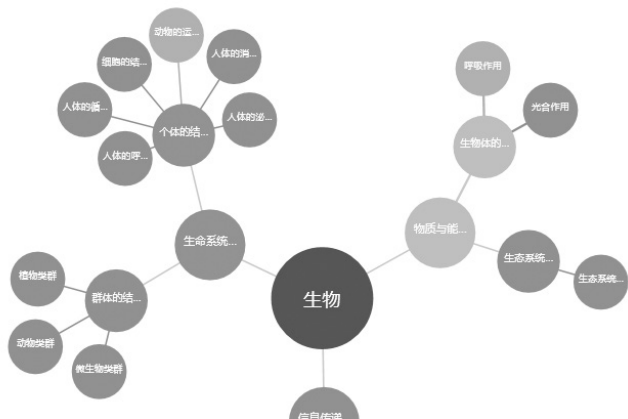 动物的运...
细胞的结...
人体的消...
人体的循...
人体的泌...
个体的结...
人体的呼...
呼吸作用
光合作用
生物体的...
生命系统...
物质与能...
生态系统...
生态系统...
植物类群
群体的结...
生物
动物类群
微生物类群
信息传递...